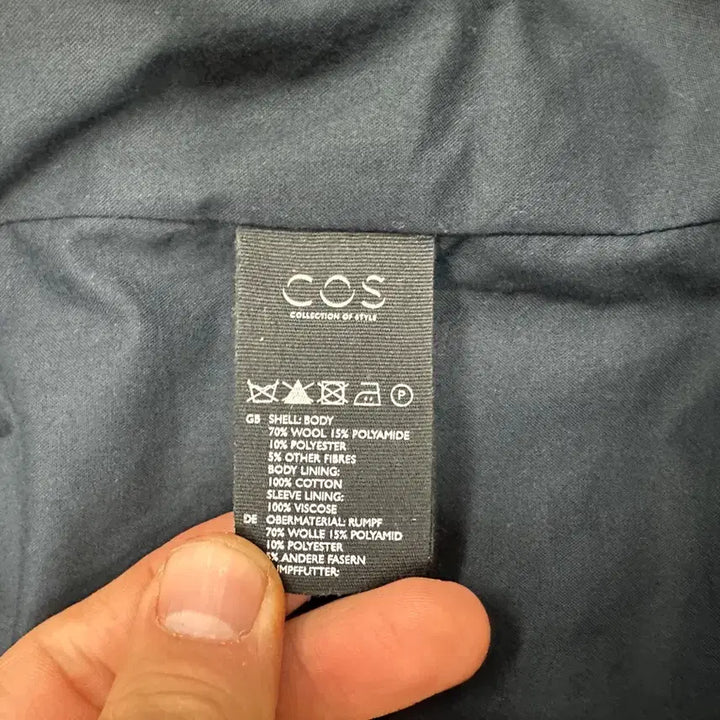 COS
COLLECTION OF STYLE
P
GB SHELL: BODY
70% WOOL 15% POLYAMIDE
10% POLYESTER
5% OTHER FIBRES
BODY LINING:
100% COTTON
SLEEVE LINING:
100% VISCOSE
DE OBERMATERIAL: RUMPF
70% WOLLE 15% POLYAMID
10% POLYESTER
ANDERE FASERN